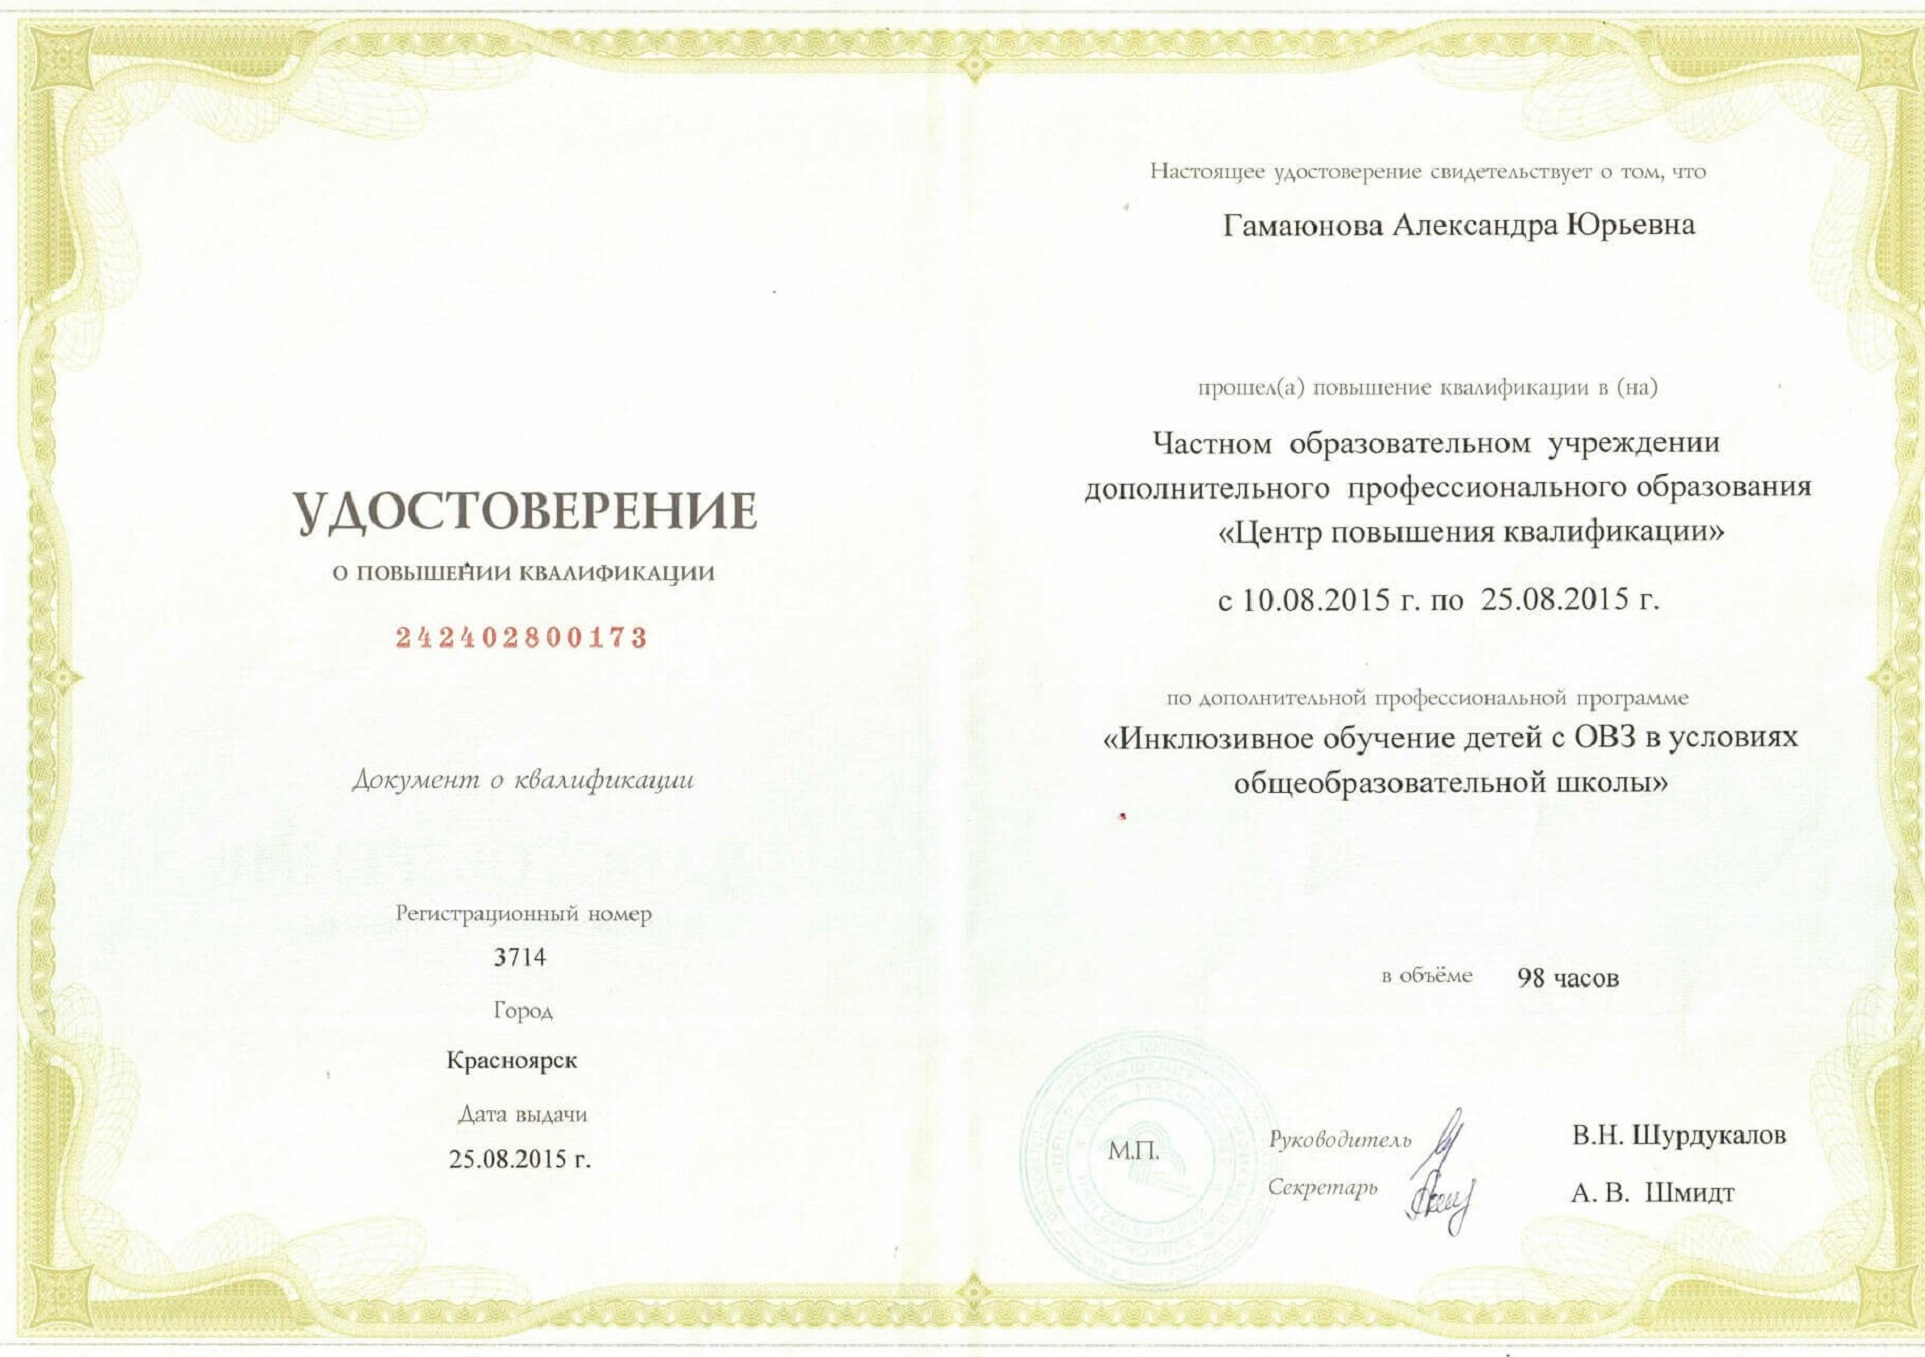 УДОСТОВЕРЕНИЕ
О ПОВЫШЕНИИ КВАЛИФИКАЦИИ
242402800173
Документ о квалификации
Регистрационный номер
3714
Город
Красноярск
Дата выдачи
25.08.2015 г.
Настоящее удостоверение свидетельствует о том, что
Гамаюнова Александра Юрьевна
прошел(а) повышение квалификации в (на)
Частном образовательном учреждении
дополнительного профессионального образования
«Центр повышения квалификации»
с 10.08.2015 г. по 25.08.2015 г.
по дополнительной профессиональной программе
«Инклюзивное обучение детей с ОВЗ в условиях
общеобразовательной школы»
в объёме 98 часов
М.П.
Руководитель В.Н. Шурдукалов
Секретарь А. В. Шмидт